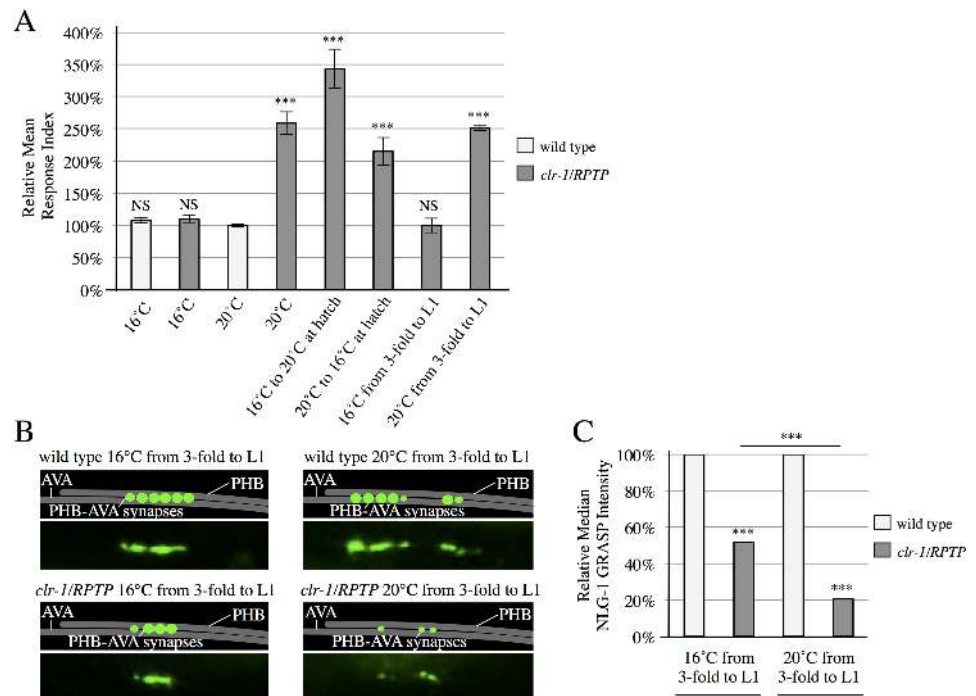 A
Relative Mean
Response Index
400%
350%
300%
250%
200%
150%
100%
50%
0%
NS
NS
***
***
***
NS
***
16°C
16°C
20°C
20°C
16°C to 20°C at hatch
20°C to 16°C at hatch
16°C from 3-fold to L1
20°C from 3-fold to L1
wild type
clr-1/RPTP
B
wild type 16°C from 3-fold to L1
AVA
PHB
PHB-AVA synapses
wild type 20°C from 3-fold to L1
AVA
PHB
PHB-AVA synapses
clr-1/RPTP 16°C from 3-fold to L1
AVA
PHB
PHB-AVA synapses
clr-1/RPTP 20°C from 3-fold to L1
AVA
PHB
PHB-AVA synapses
C
Relative Median
NLG-1 GRASP Intensity
100%
80%
60%
40%
20%
0%
***
***
***
16°C from
3-fold to L1
20°C from
3-fold to L1
wild type
clr-1/RPTP